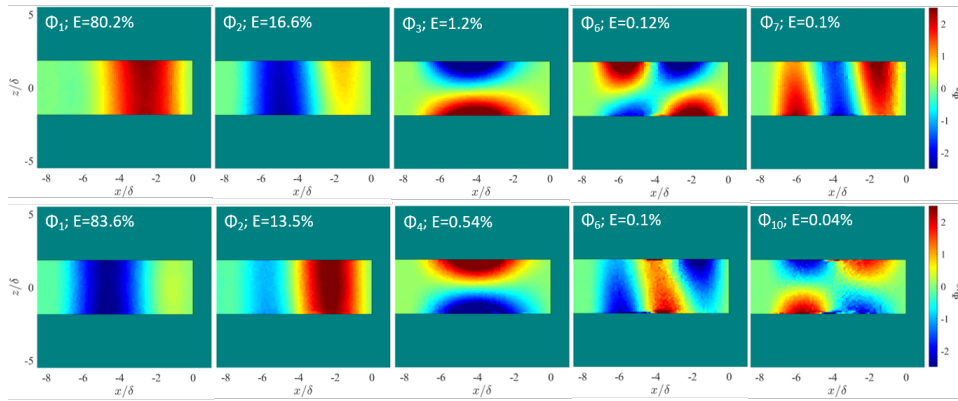 Φ1; E=80.2%
Φ2; E=16.6%
Φ3; E=1.2%
Φ6; E=0.12%
Φ7; E=0.1%
5
0
-5
z/δ
-8 -6 -4 -2 0
-8 -6 -4 -2 0
-8 -6 -4 -2 0
-8 -6 -4 -2 0
-8 -6 -4 -2 0
x/δ
x/δ
x/δ
x/δ
x/δ
2
1
0
-1
-2
Φ1; E=83.6%
Φ2; E=13.5%
Φ4; E=0.54%
Φ6; E=0.1%
Φ10; E=0.04%
5
0
-5
z/δ
-8 -6 -4 -2 0
-8 -6 -4 -2 0
-8 -6 -4 -2 0
-8 -6 -4 -2 0
-8 -6 -4 -2 0
x/δ
x/δ
x/δ
x/δ
x/δ
2
1
0
-1
-2